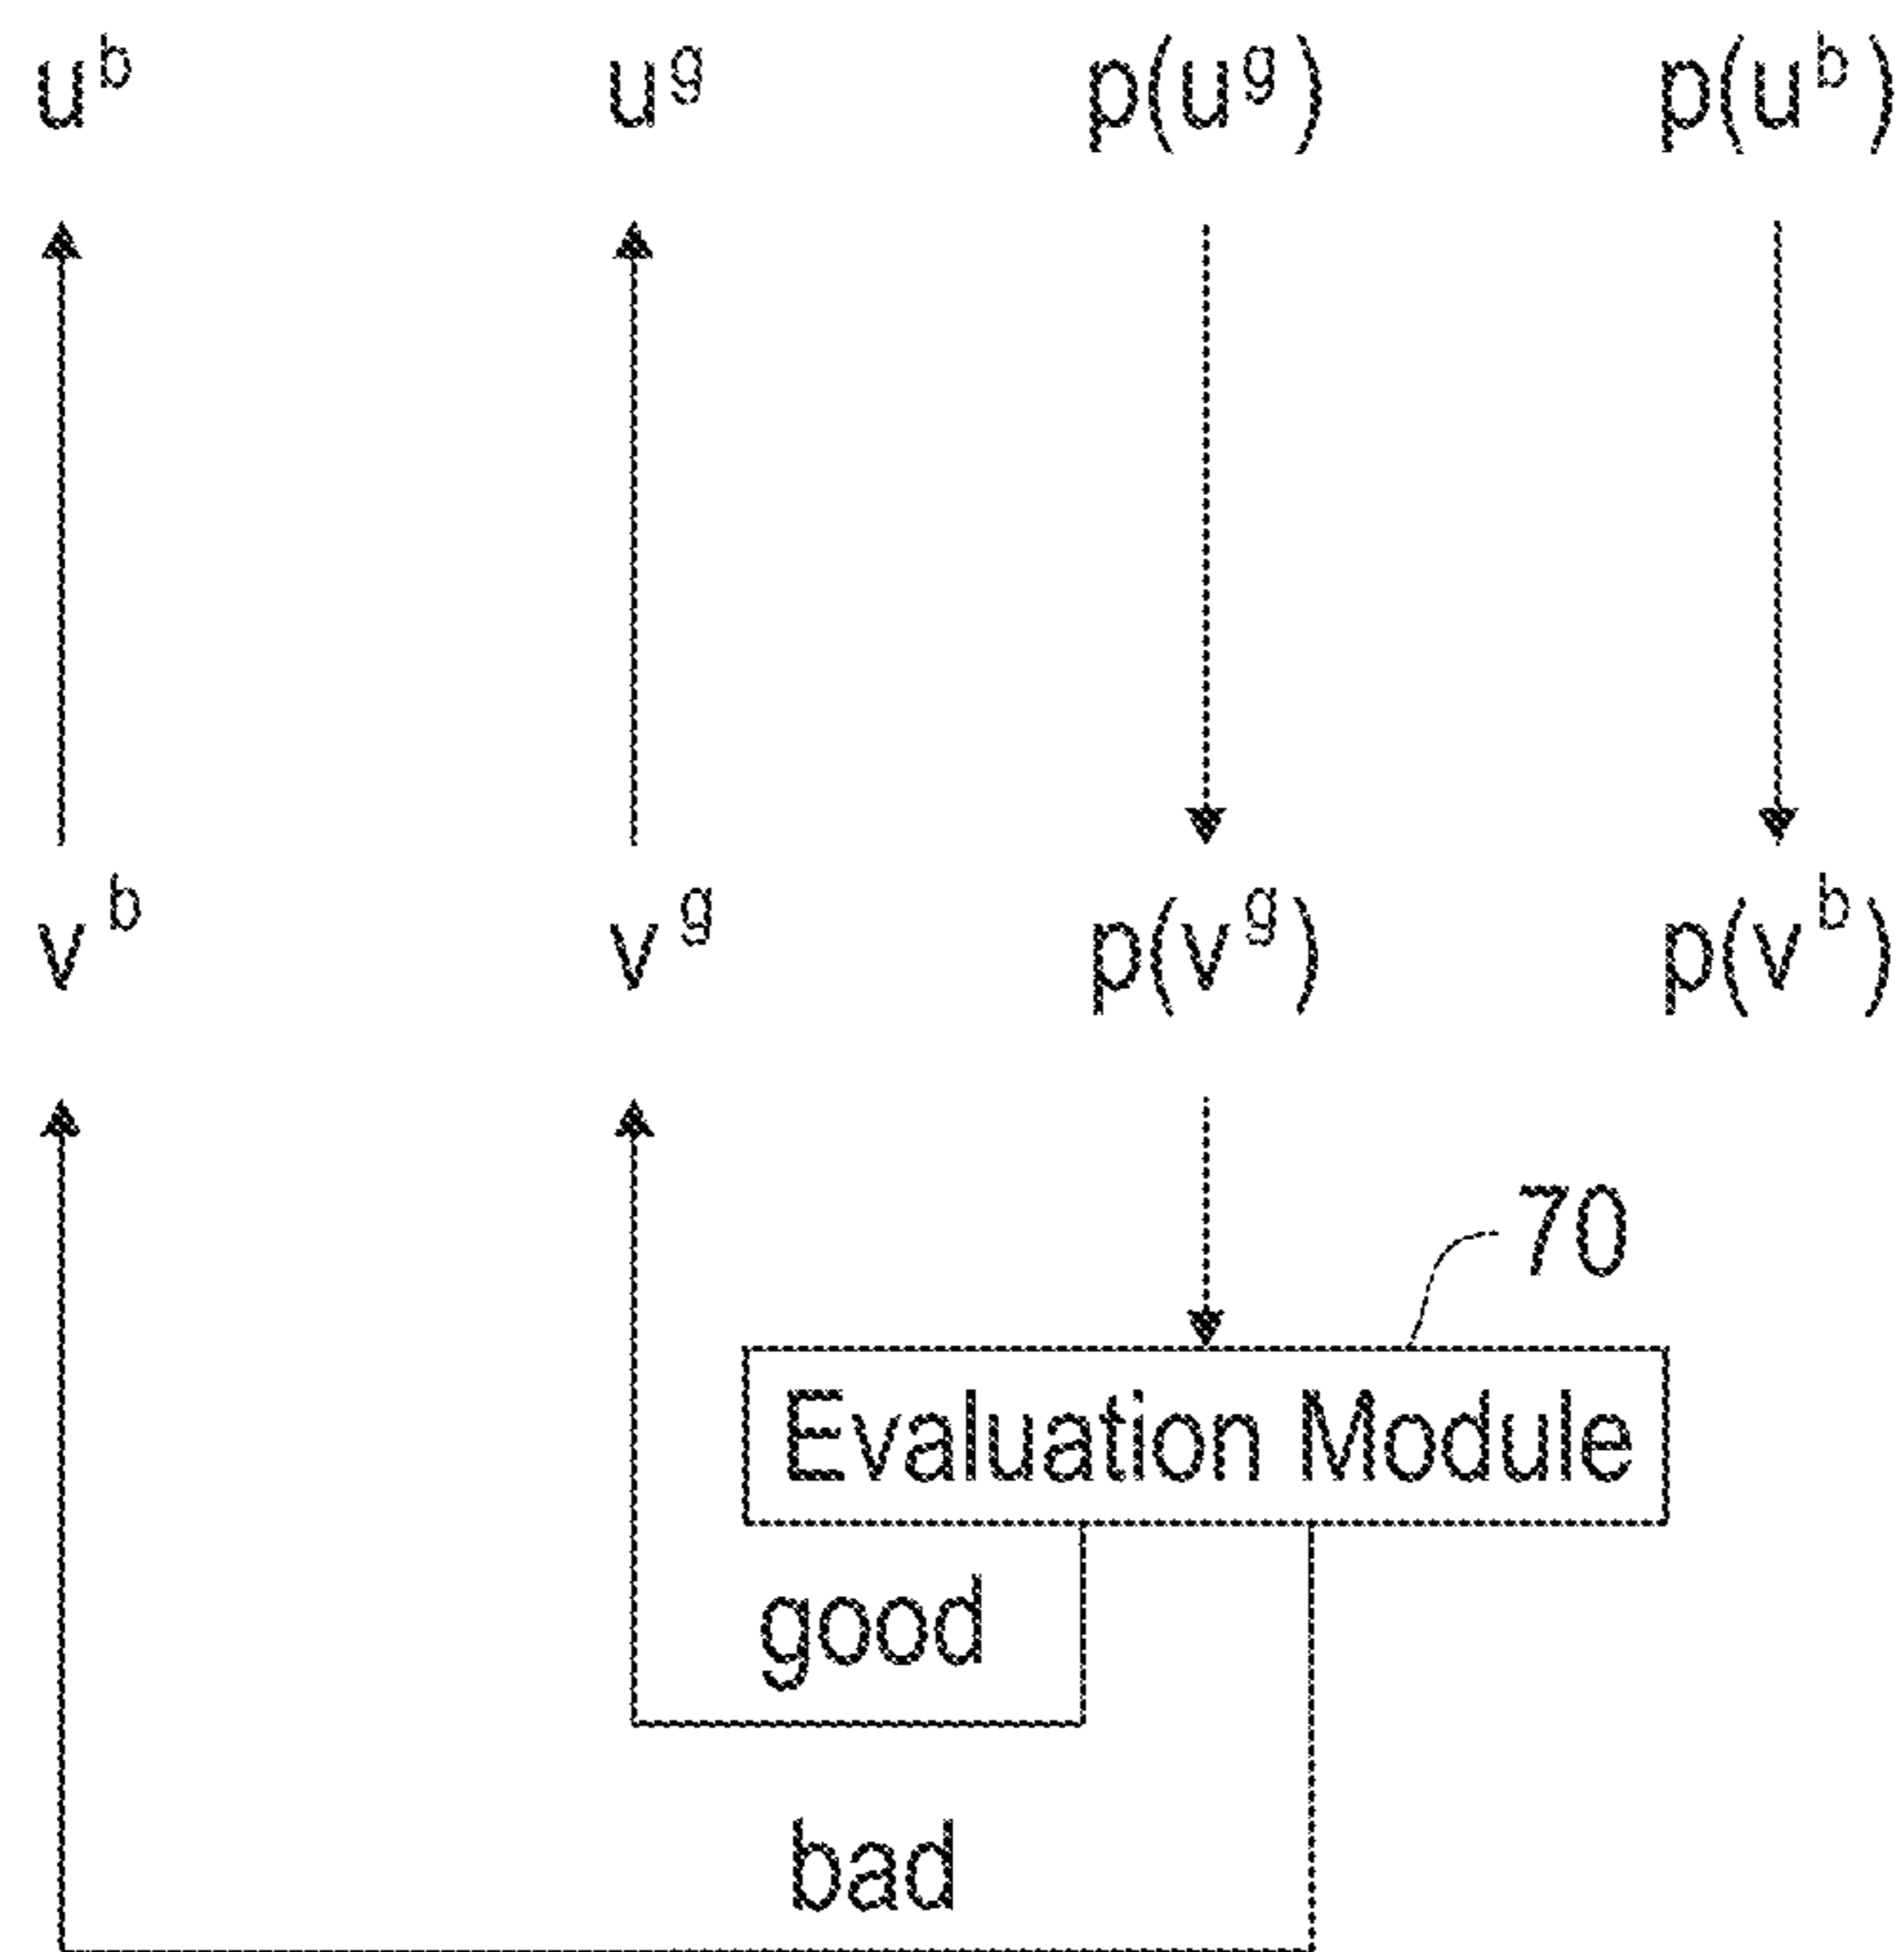 u^b u^g p(u^g) p(u^b)
v^b v^g p(v^g) p(v^b)
70
Evaluation Module
good
bad